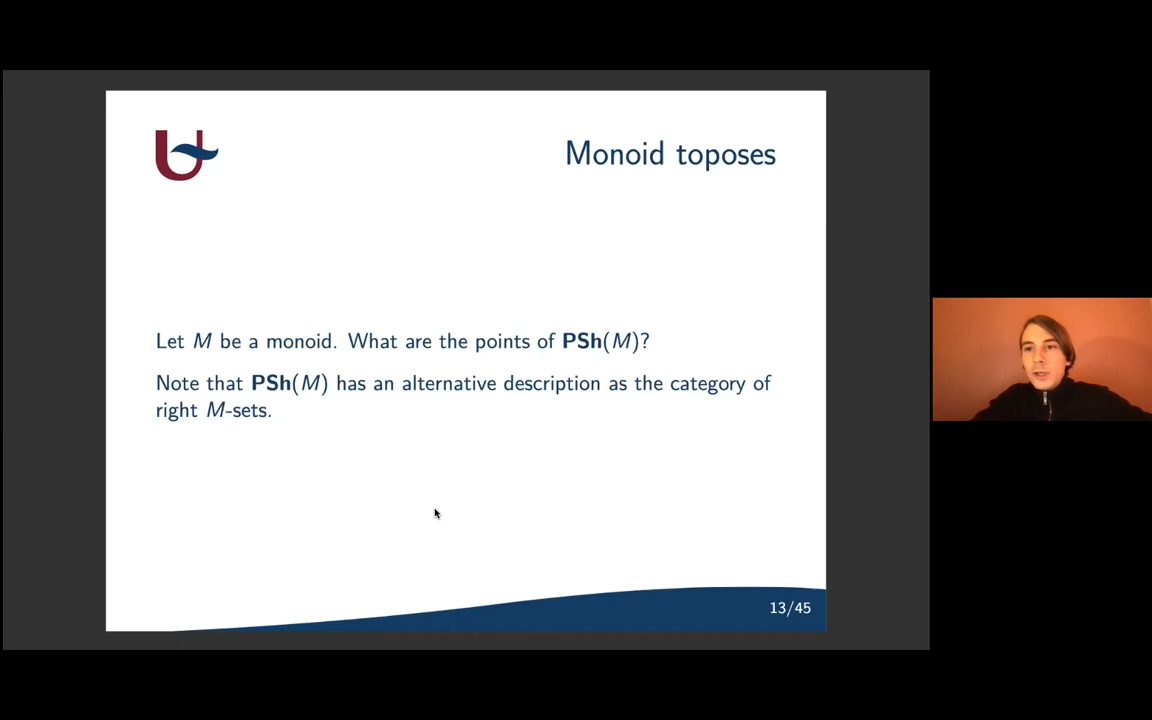 Monoid toposes
Let M be a monoid. What are the points of PSh(M)?
Note that PSh(M) has an alternative description as the category of
right M-sets.
13/45